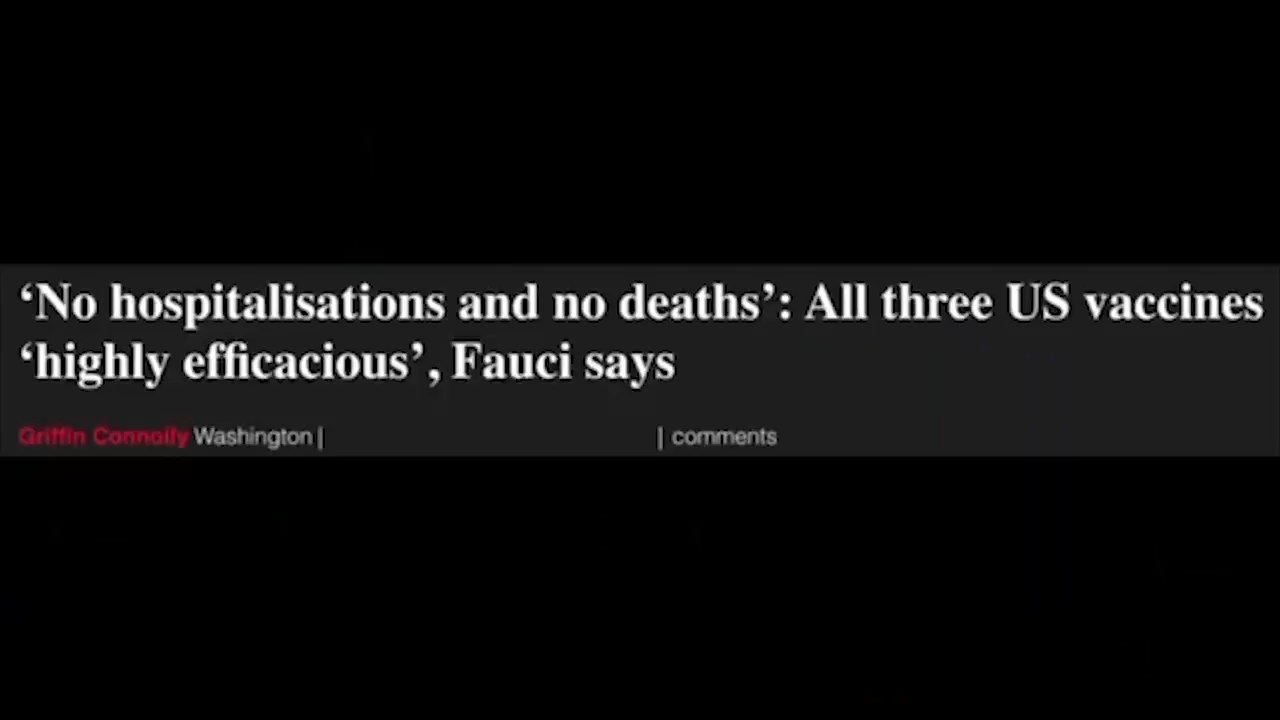 ‘No hospitalisations and no deaths’: All three US vaccines
‘highly efficacious’, Fauci says
Griffin Connolly Washington |
| comments